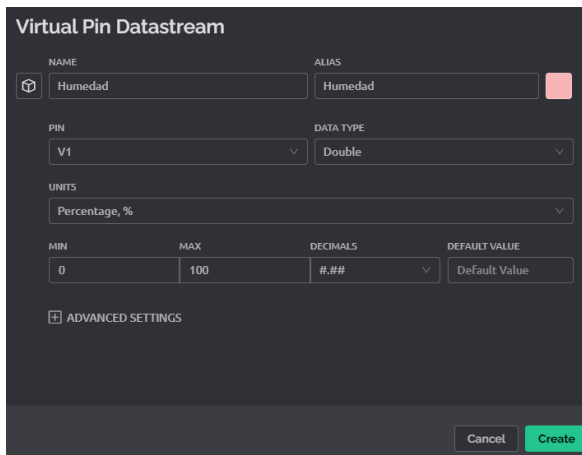 Virtual Pin Datastream
NAME ALIAS
Humedad Humedad
PIN DATA TYPE
V1 Double
UNITS
Percentage, %
MIN MAX DECIMALS DEFAULT VALUE
0 100 #.## Default Value
ADVANCED SETTINGS
Cancel Create